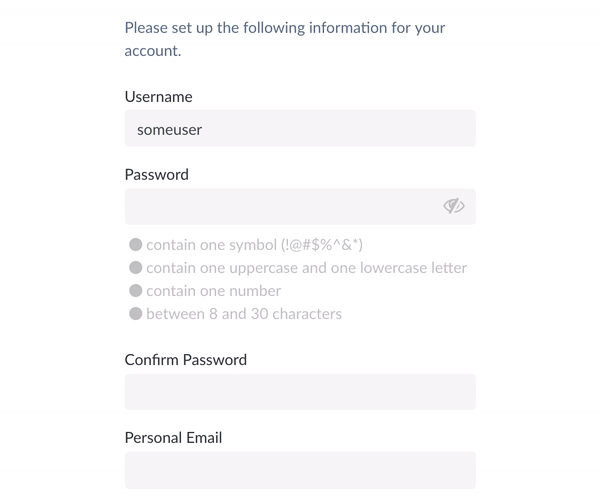 Please set up the following information for your
account.
Username
someuser
Password
contain one symbol (!@#$%^&*)
contain one uppercase and one lowercase letter
contain one number
between 8 and 30 characters
Confirm Password
Personal Email